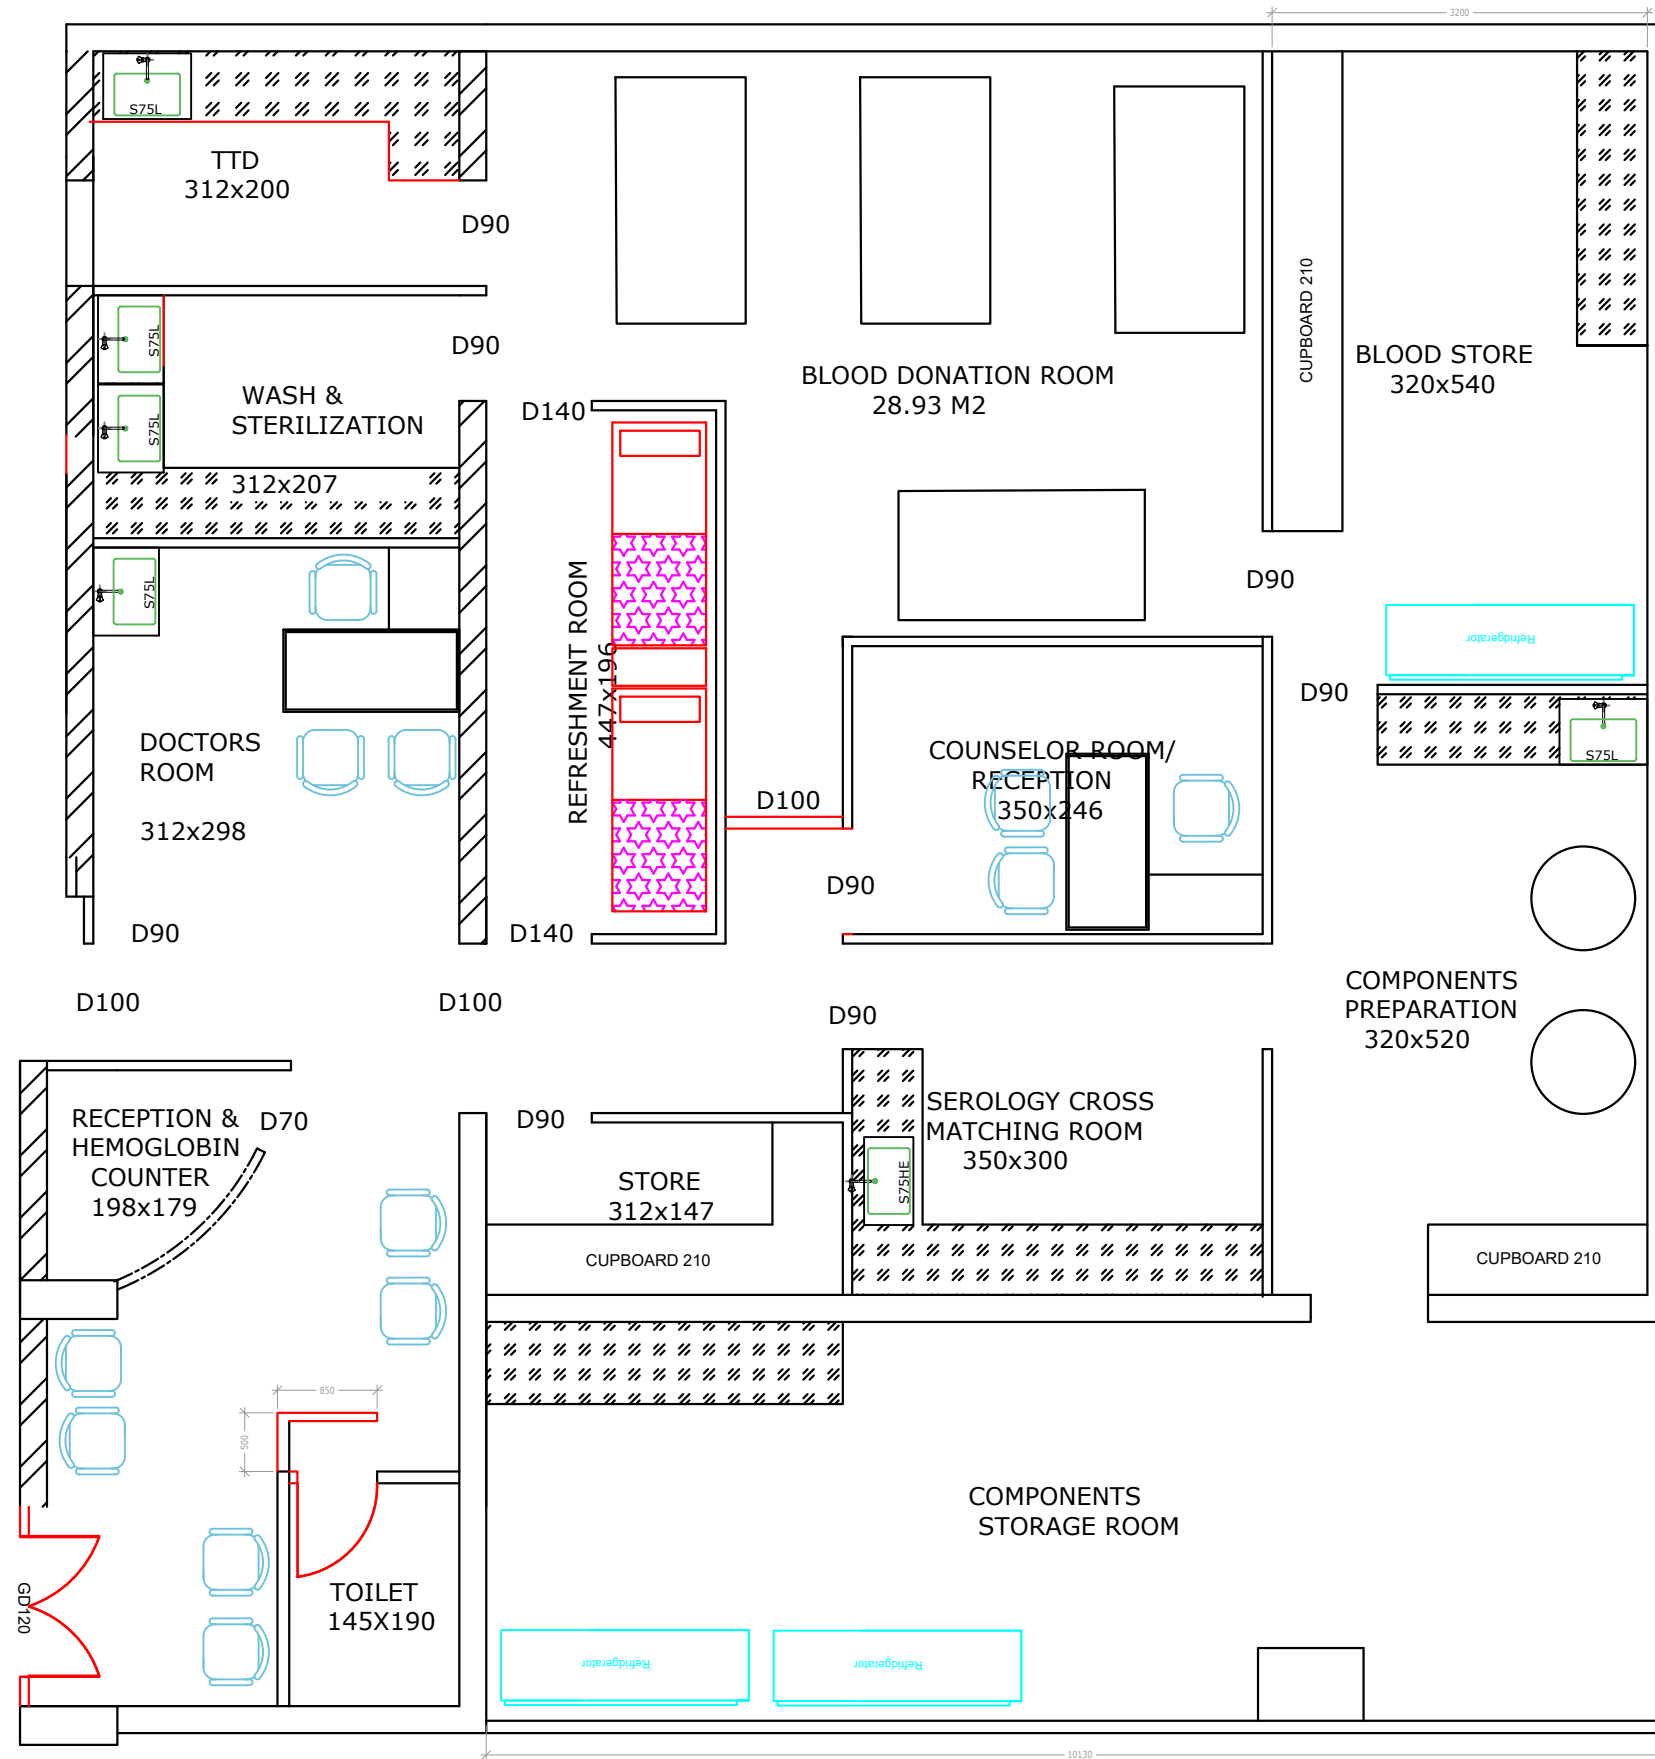 3200
S75L
TTD
312x200
D90
S75L
S75L
D90
WASH &
STERILIZATION
312x207
D140
BLOOD DONATION ROOM
28.93 M2
CUPBOARD 210
BLOOD STORE
320x540
D90
Refridgerator
D90
S75L
S75L
DOCTORS
ROOM
312x298
REFRESHMENT ROOM
447x196
D100
COUNSELOR ROOM/
RECEPTION
350x246
D90
D90
D140
D100
D100
D90
COMPONENTS
PREPARATION
320x520
RECEPTION &
HEMOGLOBIN
COUNTER
198x179
D70
D90
STORE
312x147
CUPBOARD 210
SEROLOGY CROSS
MATCHING ROOM
350x300
S75HE
CUPBOARD 210
850
500
COMPONENTS
STORAGE ROOM
GD120
TOILET
145X190
Refridgerator
Refridgerator
10130